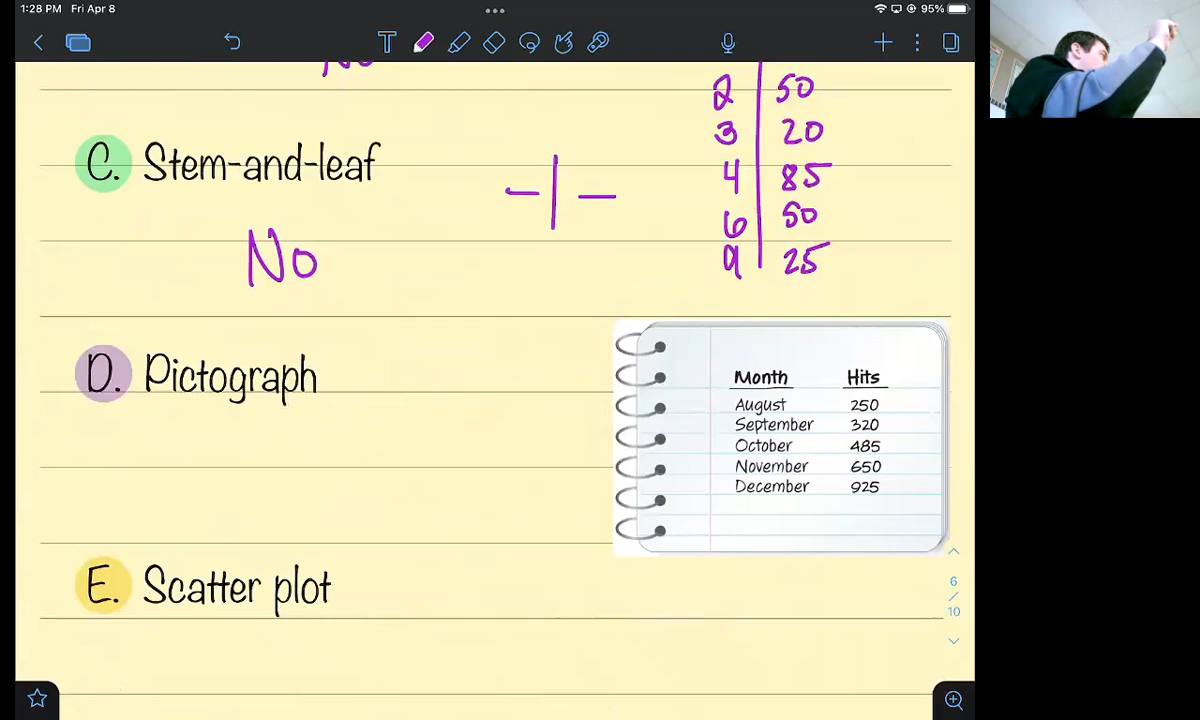 1:28 PM Fri Apr 8
95%
No
2 | 50
3 | 20
4 | 85
6 | 50
9 | 25
C. Stem-and-leaf
No
D. Pictograph
Month Hits
August 250
September 320
October 485
November 650
December 925
E. Scatter plot
6
/
10